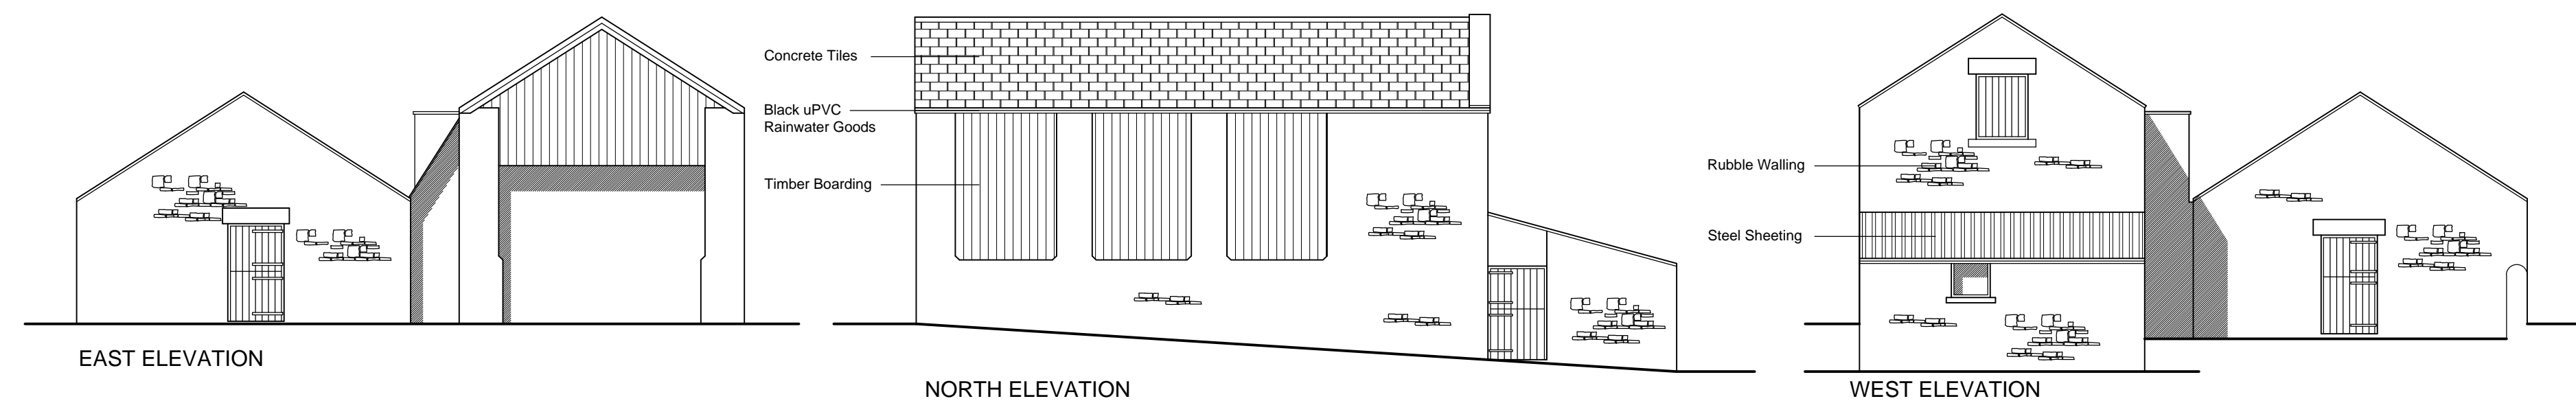 Concrete Tiles
Black uPVC
Rainwater Goods
Timber Boarding
Rubble Walling
Steel Sheeting
EAST ELEVATION
NORTH ELEVATION
WEST ELEVATION